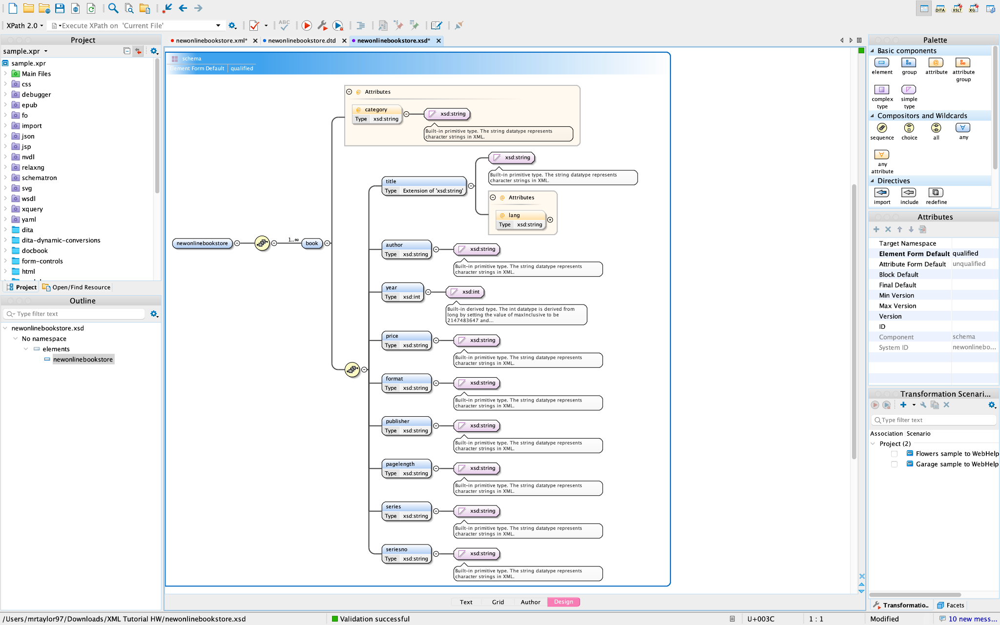 XPath 2.0
Execute XPath on 'Current File'
ABC
DITA
XSLT
XQ
Project
sample.xpr
sample.xpr
Main Files
css
debugger
epub
fo
import
json
jsp
nvdl
relaxng
schematron
svg
wsdl
xquery
yaml
dita
dita-dynamic-conversions
docbook
form-controls
html
Project
Open/Find Resource
Outline
Type filter text
newonlinebookstore.xsd
No namespace
elements
newonlinebookstore
newonlinebookstore.xml*
newonlinebookstore.dtd
newonlinebookstore.xsd*
schema
Element Form Default qualified
@ Attributes
@ category
Type xsd:string
xsd:string
Built-in primitive type. The string datatype represents
character strings in XML.
newonlinebookstore
1..∞
book
title
Type Extension of 'xsd:string'
xsd:string
Built-in primitive type. The string datatype represents
character strings in XML.
@ Attributes
@ lang
Type xsd:string
author
Type xsd:string
xsd:string
Built-in primitive type. The string datatype represents
character strings in XML.
year
Type xsd:int
xsd:int
Built-in derived type. The int datatype is derived from
long by setting the value of maxInclusive to be
2147483647 and...
price
Type xsd:string
xsd:string
Built-in primitive type. The string datatype represents
character strings in XML.
format
Type xsd:string
xsd:string
Built-in primitive type. The string datatype represents
character strings in XML.
publisher
Type xsd:string
xsd:string
Built-in primitive type. The string datatype represents
character strings in XML.
pagelength
Type xsd:string
xsd:string
Built-in primitive type. The string datatype represents
character strings in XML.
series
Type xsd:string
xsd:string
Built-in primitive type. The string datatype represents
character strings in XML.
seriesno
Type xsd:string
xsd:string
Built-in primitive type. The string datatype represents
character strings in XML.
Text Grid Author Design
Palette
Basic components
element group attribute attribute
group
complex simple
type type
Compositors and Wildcards
sequence choice all any
any
attribute
Directives
import include redefine
Attributes
Target Namespace
Element Form Default qualified
Attribute Form Default unqualified
Block Default
Final Default
Min Version
Max Version
Version
ID
Component schema
System ID newonlinebo...
Transformation Scenari...
Type filter text
Association Scenario
Project (2)
Flowers sample to WebHelp
Garage sample to WebHelp
Transformatio.. Facets
/Users/mrtaylor97/Downloads/XML Tutorial HW/newonlinebookstore.xsd
Validation successful
U+003C
1 : 1
Modified
10 new mess...